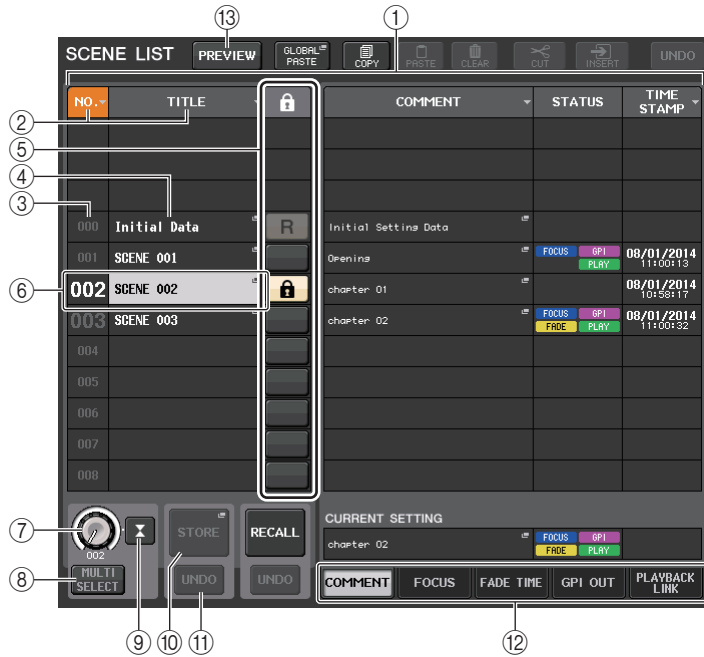 ⑬ ①
SCENE LIST PREVIEW GLOBAL PASTE COPY PASTE CLEAR CUT INSERT UNDO
NO. TITLE COMMENT STATUS TIME STAMP
②
⑤
④
③
000 Initial Data R Initial Setting Data
001 SCENE 001 Opening FOCUS GPI PLAY 08/01/2014 11:00:13
⑥ 002 SCENE 002 chapter 01 08/01/2014 10:58:17
003 SCENE 003 chapter 02 FOCUS GPI FADE PLAY 08/01/2014 11:00:32
004
005
006
007
008
⑦ 002 STORE RECALL CURRENT SETTING
chapter 02 FOCUS GPI FADE PLAY
⑧ MULTI SELECT UNDO UNDO COMMENT FOCUS FADE TIME GPI OUT PLAYBACK LINK
⑨ ⑩ ⑪ ⑫